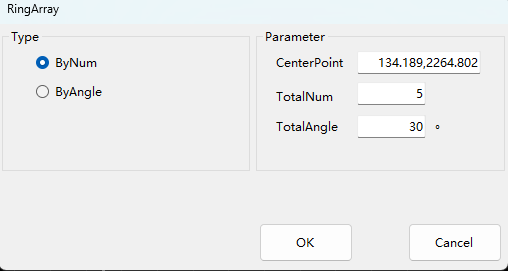 RingArray
Type
ByNum
ByAngle
Parameter
CenterPoint 134.189,2264.802
TotalNum 5
TotalAngle 30 °
OK Cancel